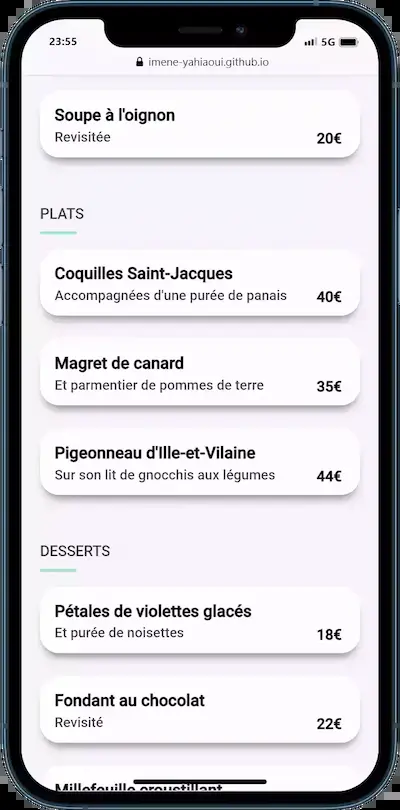 23:55
5G
imene-yahiaoui.github.io
Soupe à l'oignon
Revisitée
20€
PLATS
Coquilles Saint-Jacques
Accompagnées d'une purée de panais
40€
Magret de canard
Et parmentier de pommes de terre
35€
Pigeonneau d'Ille-et-Vilaine
Sur son lit de gnocchis aux légumes
44€
DESSERTS
Pétales de violettes glacés
Et purée de noisettes
18€
Fondant au chocolat
Revisité
22€
Millefeuille croustillant